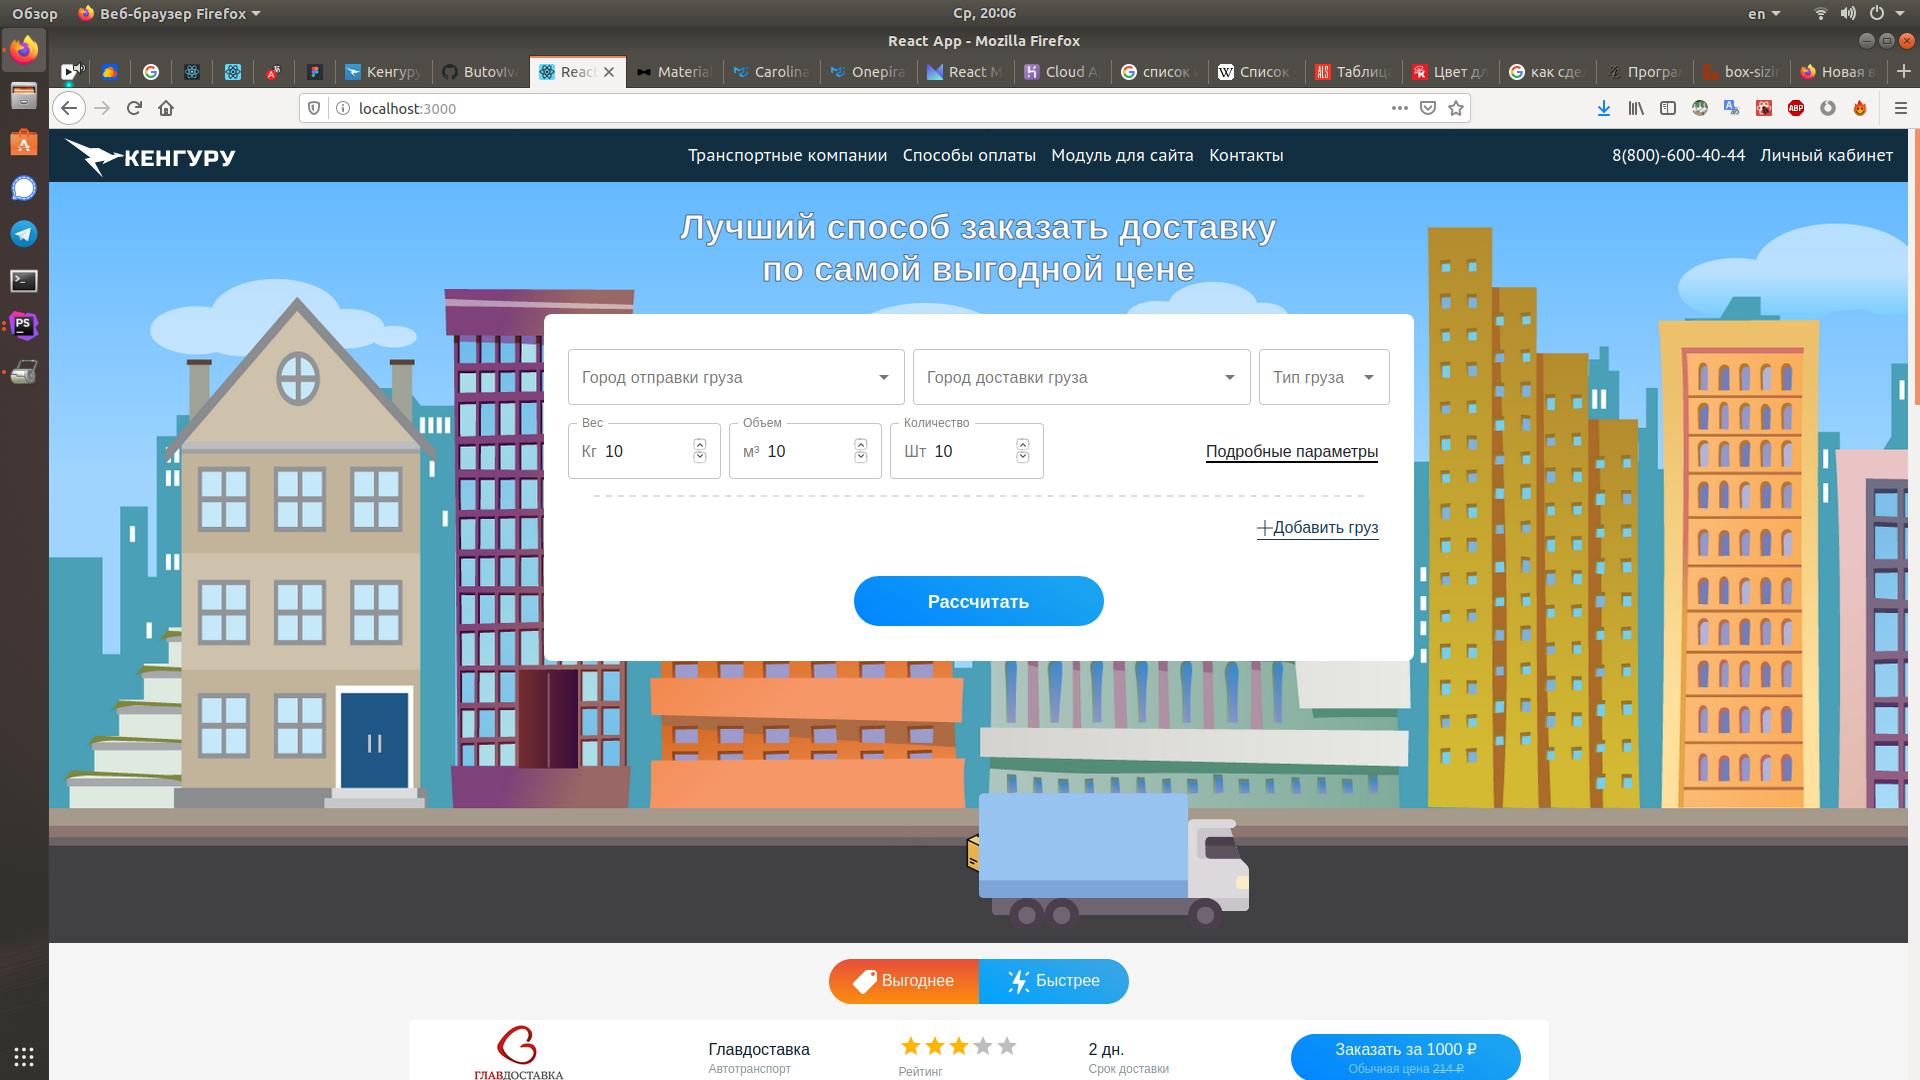 Обзор
Веб-браузер Firefox
Ср, 20:06
en
React App - Mozilla Firefox
Кенгуру
ButovIv
React
Material
Carolina
Onepira
React M
Cloud A
список
Список
Таблиц
Цвет дл
как сде
Програ
box-sizi
Новая в
localhost:3000
ABP
PS
КЕНГУРУ
Транспортные компании
Способы оплаты
Модуль для сайта
Контакты
8(800)-600-40-44
Личный кабинет
Лучший способ заказать доставку
по самой выгодной цене
Город отправки груза
Город доставки груза
Тип груза
Вес
Кг 10
Объем
м³ 10
Количество
Шт 10
Подробные параметры
Добавить груз
Рассчитать
Выгоднее
Быстрее
ГЛАВДОСТАВКА
Главдоставка
Автотранспорт
Рейтинг
2 дн.
Срок доставки
Заказать за 1000 ₽
Обычная цена 214 ₽